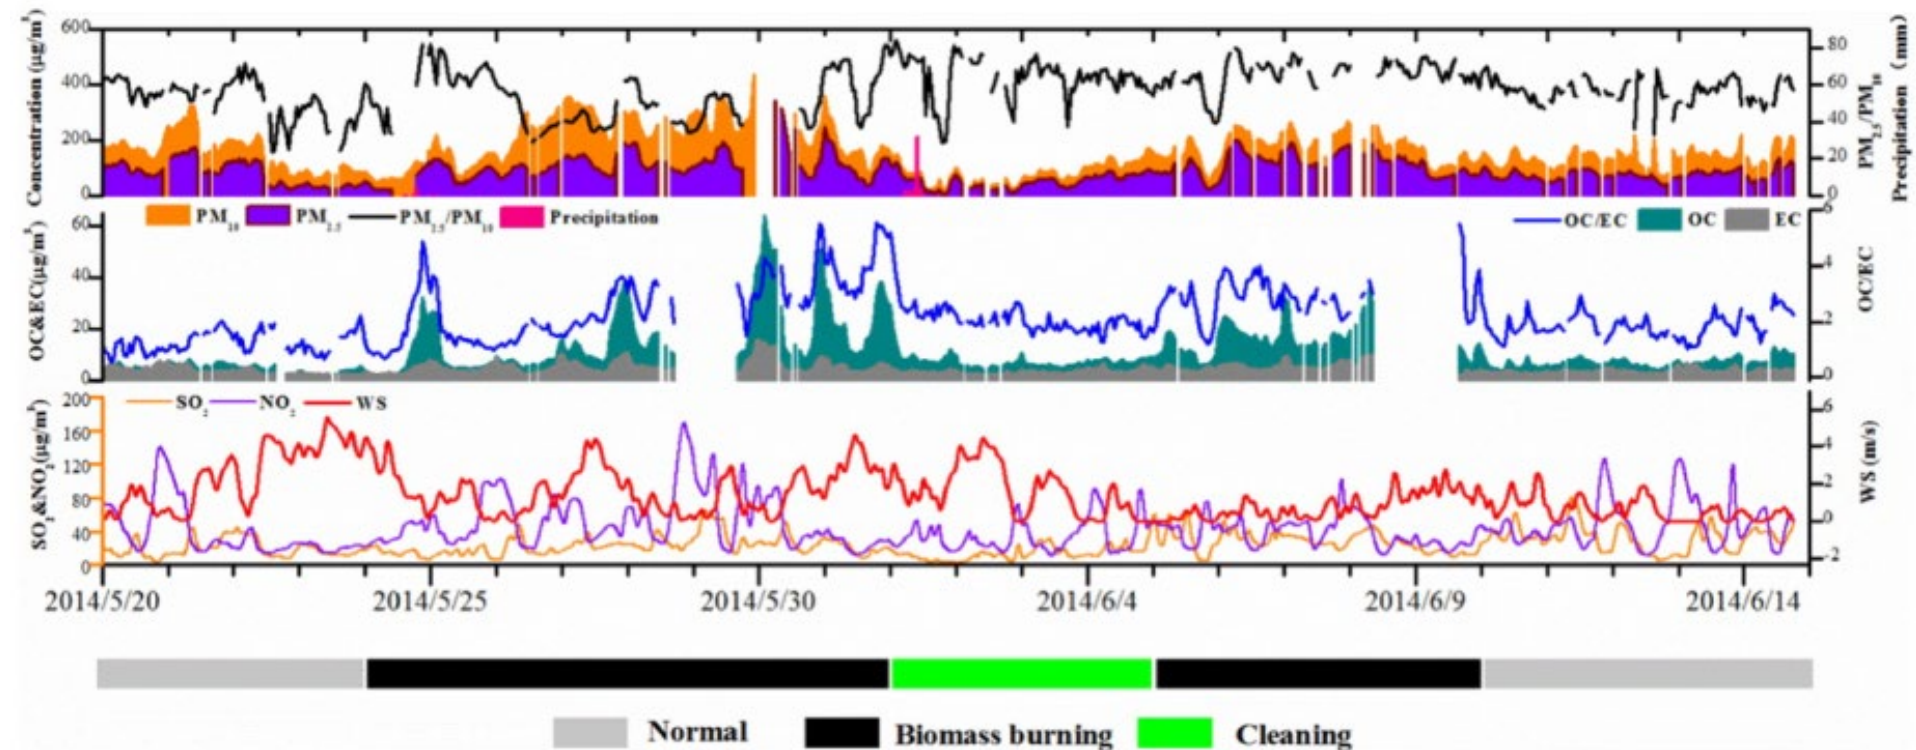 Concentration (μg/m³)
600
400
200
0
80
60
40
20
0
PM2.5/PM10
Precipitation (mm)
PM10 PM2.5 PM2.5/PM10 Precipitation
OC/EC OC EC
OC&EC(μg/m³)
60
40
20
0
6
4
2
0
OC/EC
SO2 NO2 WS
SO2&NO2(μg/m³)
200
160
120
80
40
0
6
4
2
0
-2
WS (m/s)
2014/5/20 2014/5/25 2014/5/30 2014/6/4 2014/6/9 2014/6/14
Normal Biomass burning Cleaning